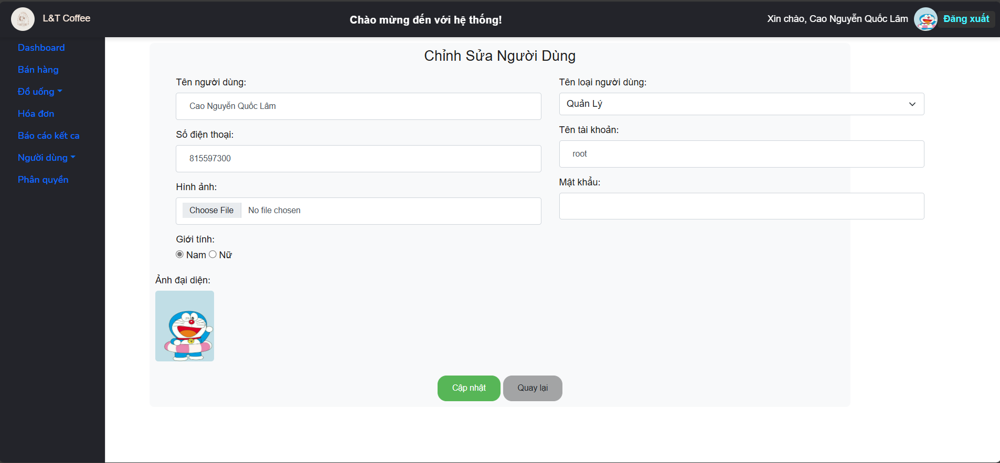 L&T Coffee
Chào mừng đến với hệ thống!
Xin chào, Cao Nguyễn Quốc Lâm
Đăng xuất
Dashboard
Bán hàng
Đồ uống
Hóa đơn
Báo cáo kết ca
Người dùng
Phân quyền
Chỉnh Sửa Người Dùng
Tên người dùng:
Cao Nguyễn Quốc Lâm
Số điện thoại:
815597300
Hình ảnh:
Choose File No file chosen
Giới tính:
Nam Nữ
Tên loại người dùng:
Quản Lý
Tên tài khoản:
root
Mật khẩu:
Ảnh đại diện:
Cập nhật
Quay lại